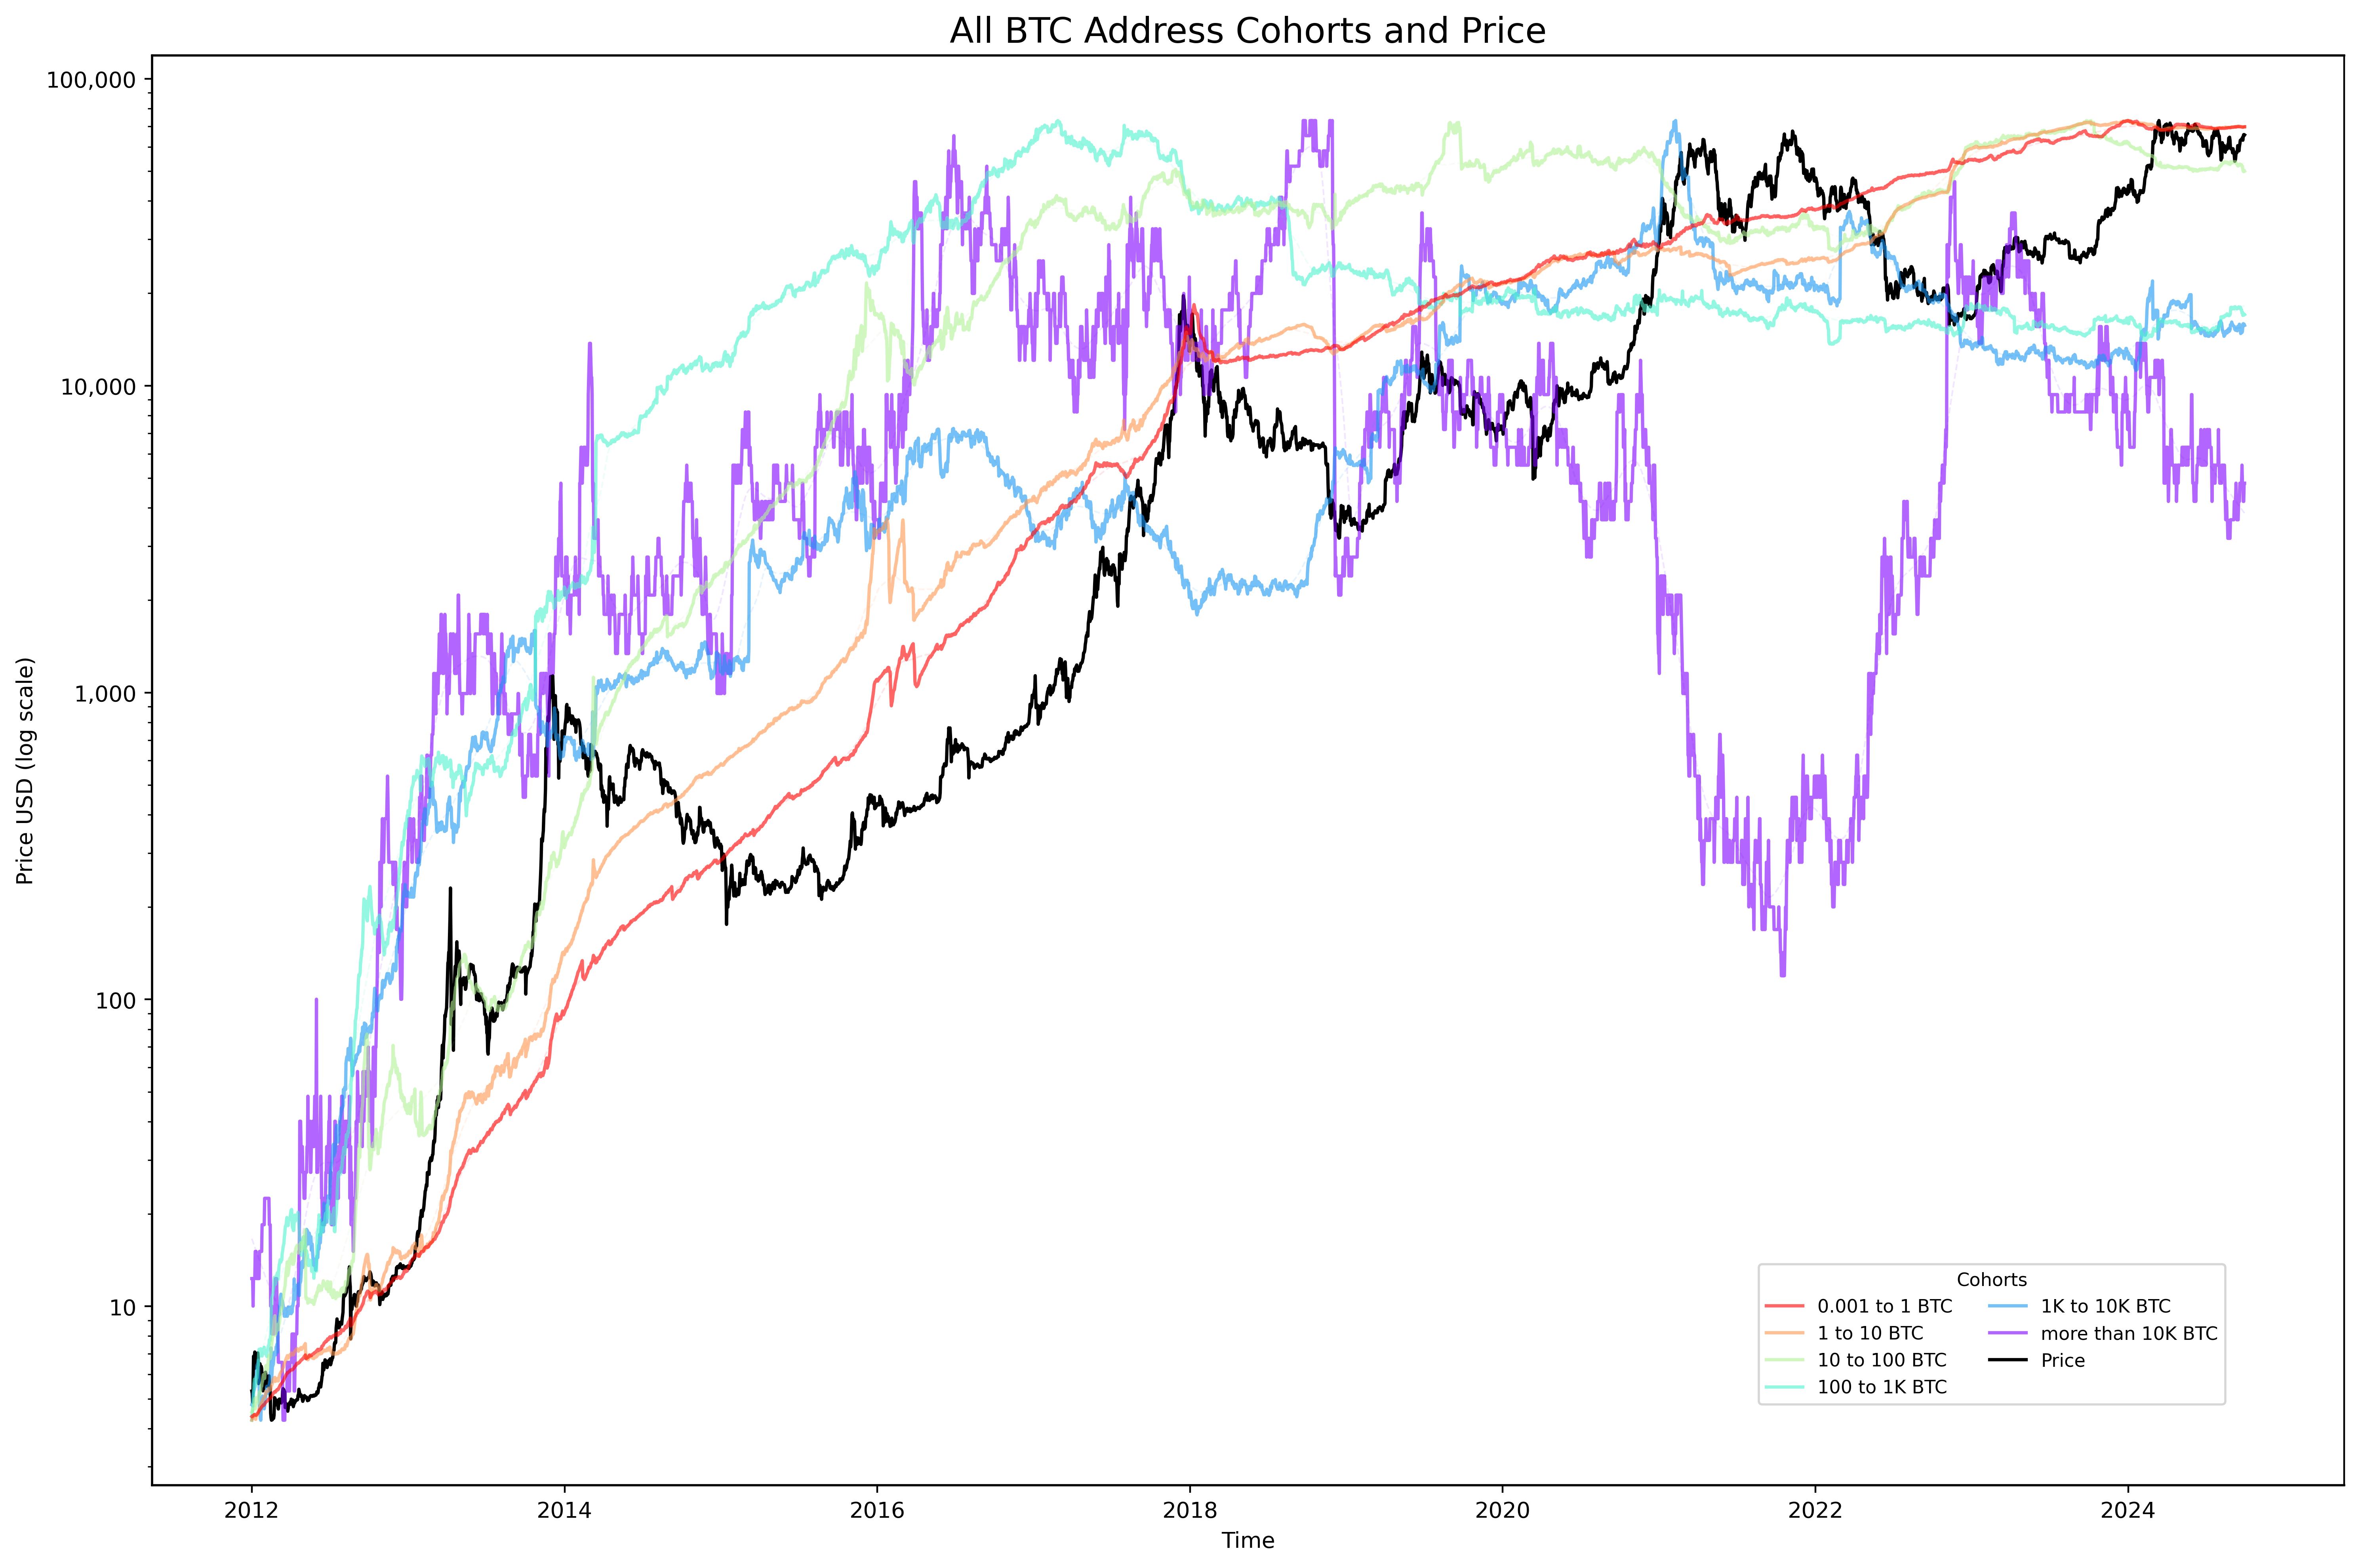 All BTC Address Cohorts and Price
Price USD (log scale)
100,000
10,000
1,000
100
10
2012 2014 2016 2018 2020 2022 2024
Time
Cohorts
0.001 to 1 BTC
1 to 10 BTC
10 to 100 BTC
100 to 1K BTC
1K to 10K BTC
more than 10K BTC
Price